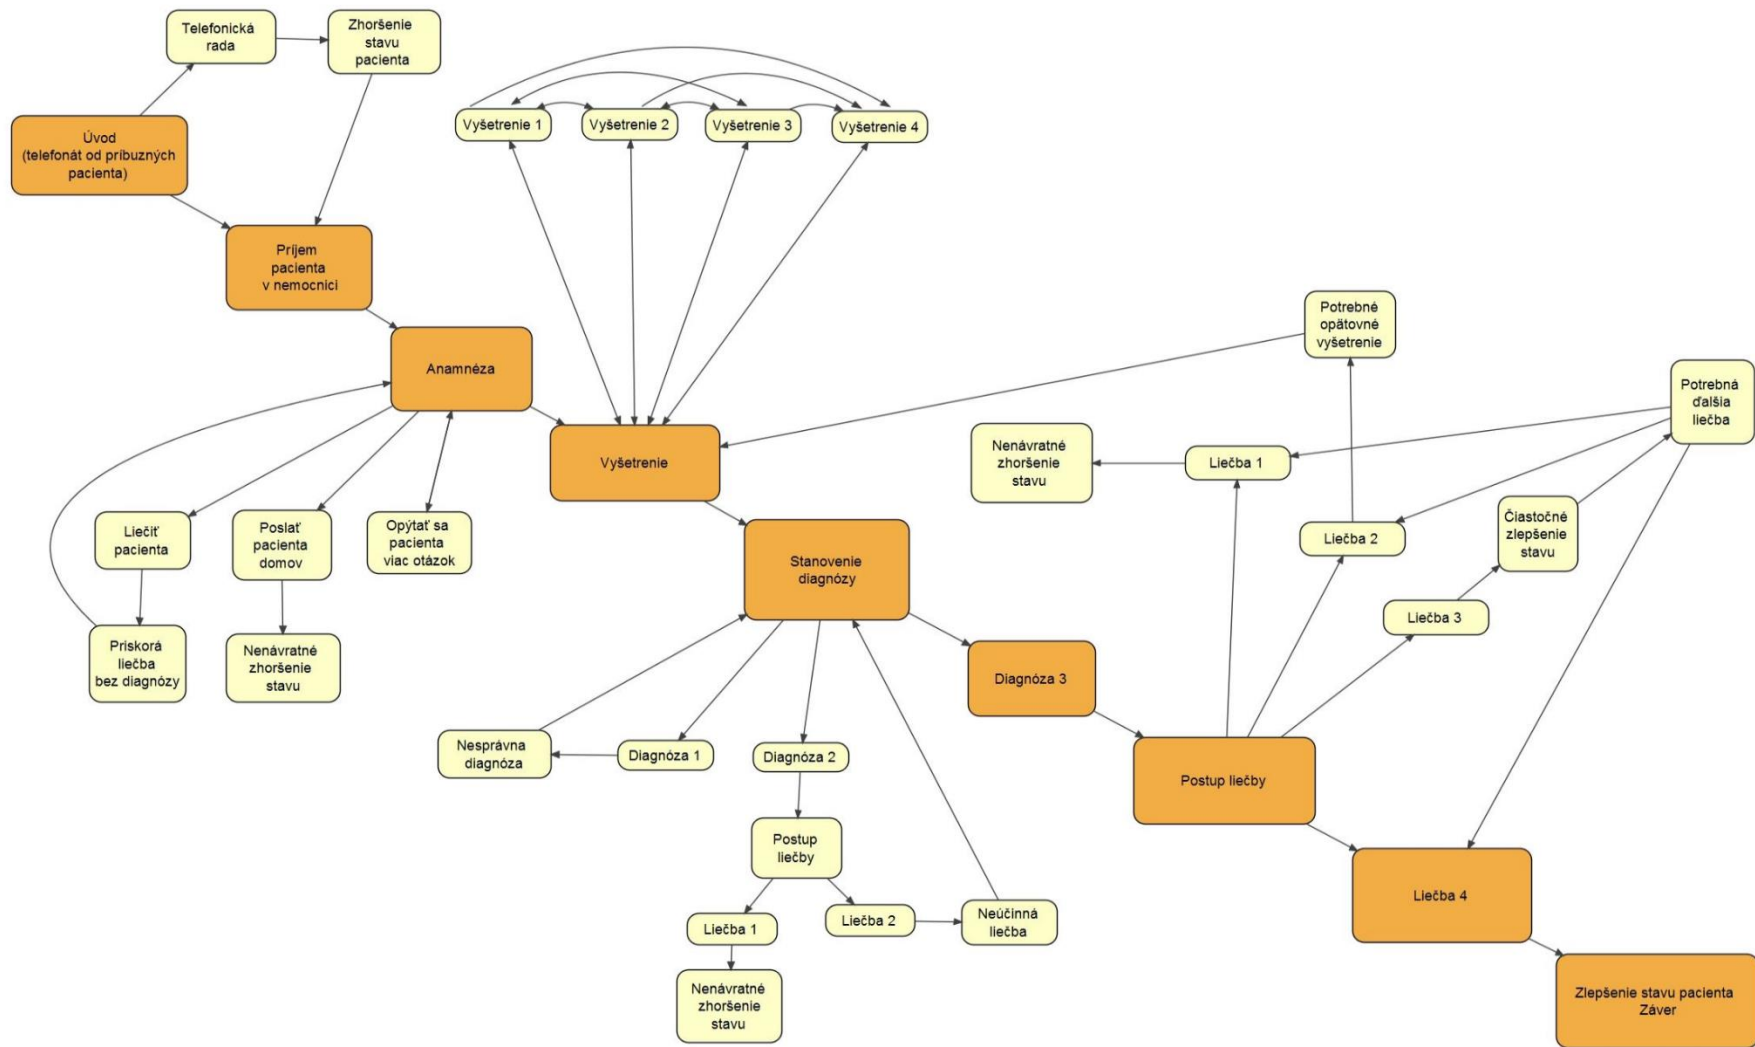 Telefonická
rada
Zhoršenie
stavu
pacienta
Úvod
(telefonát od príbuzných
pacienta)
Vyšetrenie 1
Vyšetrenie 2
Vyšetrenie 3
Vyšetrenie 4
Príjem
pacienta
v nemocnici
Anamnéza
Potrebné
opätovné
vyšetrenie
Potrebná
ďalšia
liečba
Vyšetrenie
Nenávratné
zhoršenie
stavu
Liečba 1
Liečiť
pacienta
Poslať
pacienta
domov
Opýtať sa
pacienta
viac otázok
Liečba 2
Čiastočné
zlepšenie
stavu
Stanovenie
diagnózy
Liečba 3
Priskorá
liečba
bez diagnózy
Nenávratné
zhoršenie
stavu
Diagnóza 3
Nesprávna
diagnóza
Diagnóza 1
Diagnóza 2
Postup liečby
Postup
liečby
Liečba 1
Liečba 2
Neúčinná
liečba
Liečba 4
Nenávratné
zhoršenie
stavu
Zlepšenie stavu pacienta
Záver